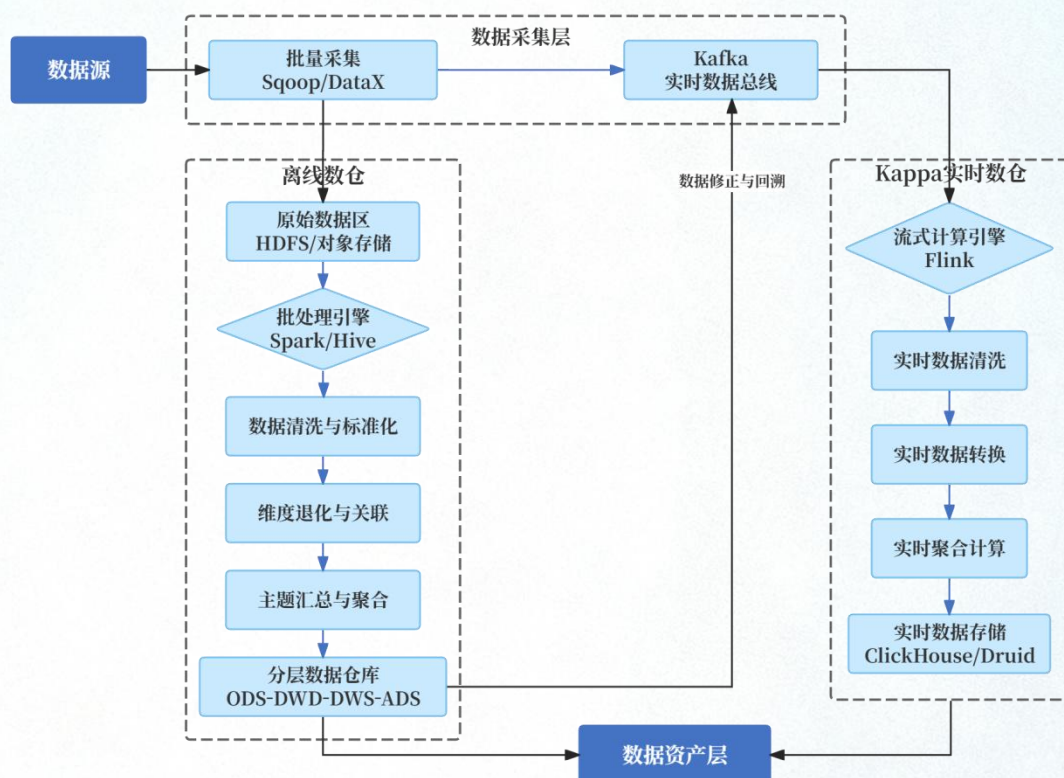 数据采集层
数据源
批量采集
Sqoop/DataX
Kafka
实时数据总线
离线数仓
原始数据区
HDFS/对象存储
批处理引擎
Spark/Hive
数据清洗与标准化
维度退化与关联
主题汇总与聚合
分层数据仓库
ODS-DWD-DWS-ADS
数据修正与回溯
Kappa实时数仓
流式计算引擎
Flink
实时数据清洗
实时数据转换
实时聚合计算
实时数据存储
ClickHouse/Druid
数据资产层